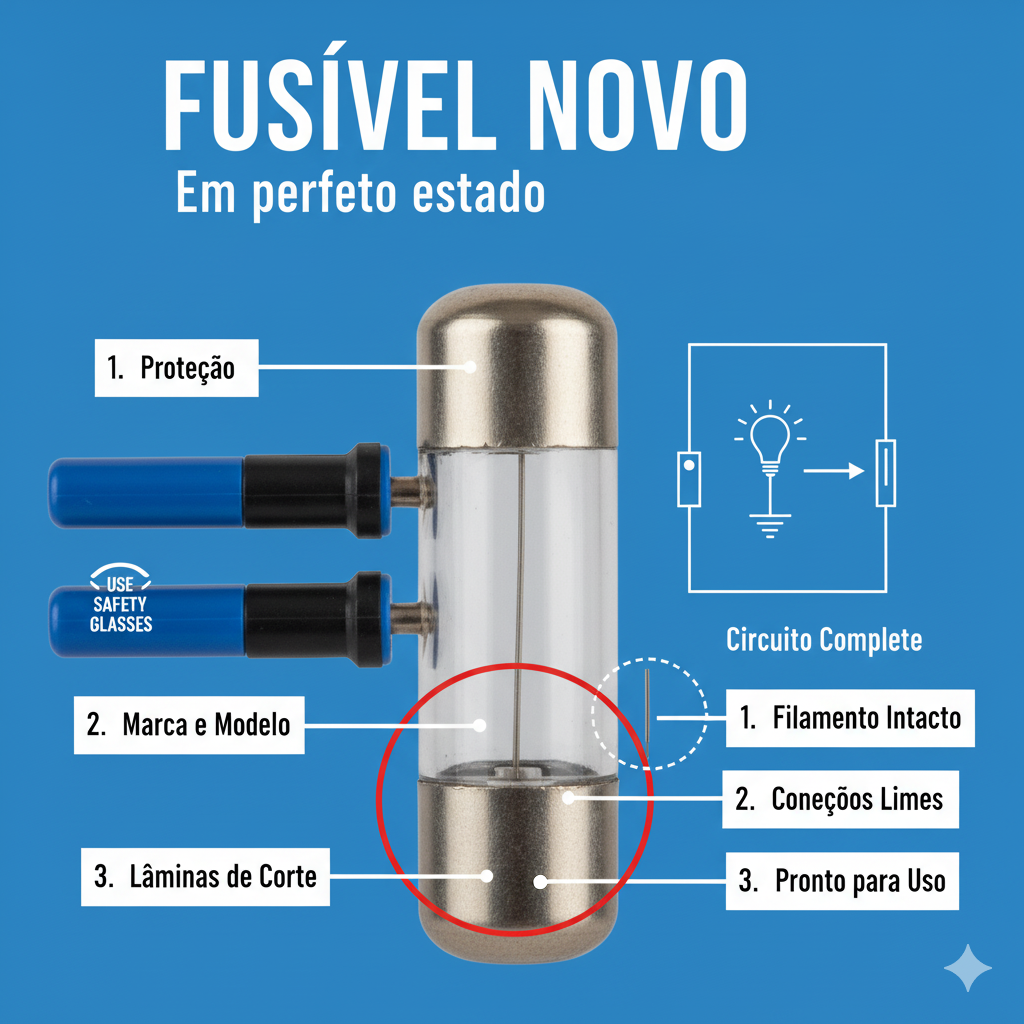 FUSÍVEL NOVO
Em perfeto estado
1. Proteção
USE
SAFETY
GLASSES
Circuito Complete
2. Marca e Modelo
1. Filamento Intacto
2. Coneçõos Limes
3. Lâminas de Corte
3. Pronto para Uso